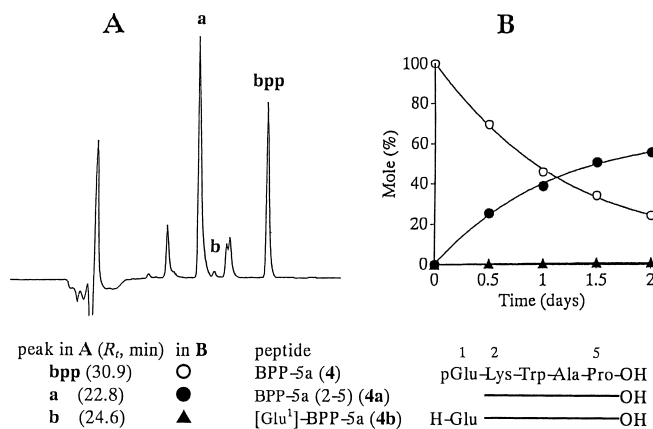 A
B
a
bpp
b
Mole (%)
100
80
60
40
20
0
0 0.5 1 1.5 2
Time (days)
peak in A (Rt, min) in B peptide
bpp (30.9) ○ BPP–5a (4)
a (22.8) ● BPP–5a (2–5) (4a)
b (24.6) ▲ [Glu1]–BPP–5a (4b)
1 2 5
pGlu–Lys–Trp–Ala–Pro–OH
OH
H–Glu OH